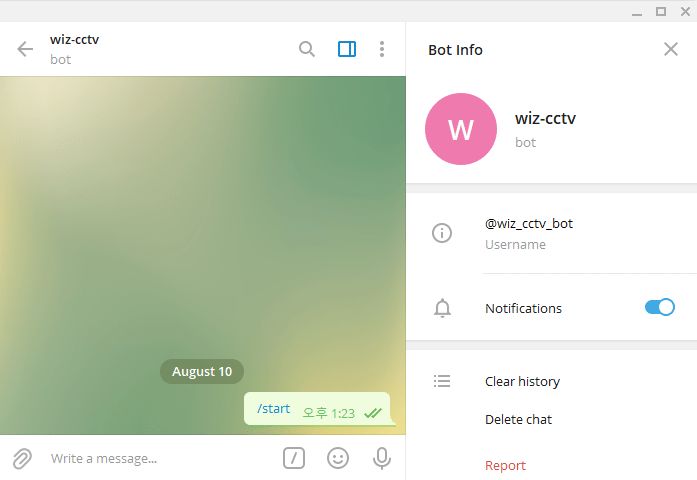 wiz-cctv
bot
August 10
/start 오후 1:23
Write a message...
Bot Info
W
wiz-cctv
bot
@wiz_cctv_bot
Username
Notifications
Clear history
Delete chat
Report